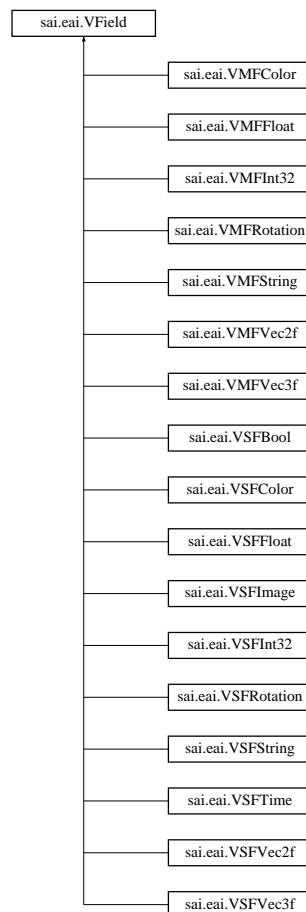 sai.eai.VField
sai.eai.VMFColor
sai.eai.VMFFloat
sai.eai.VMFInt32
sai.eai.VMFRotation
sai.eai.VMFString
sai.eai.VMFVec2f
sai.eai.VMFVec3f
sai.eai.VSFBool
sai.eai.VSFColor
sai.eai.VSFFloat
sai.eai.VSFImage
sai.eai.VSFInt32
sai.eai.VSFRotation
sai.eai.VSFString
sai.eai.VSFTime
sai.eai.VSFVec2f
sai.eai.VSFVec3f